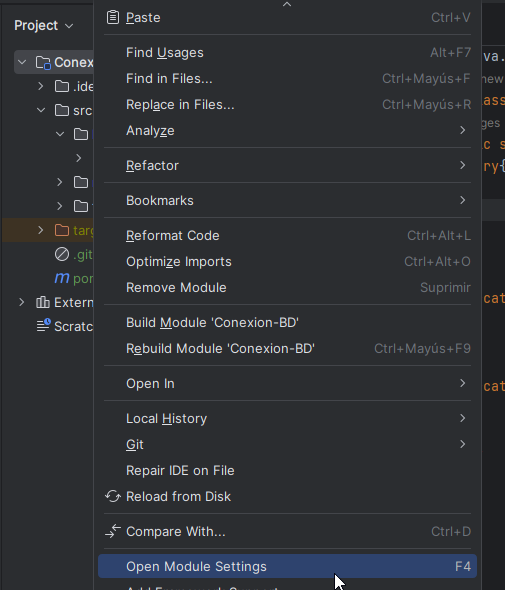 Project
Conex
.ide
src
targ
.git
pom
Extern
Scratc
Paste Ctrl+V
Find Usages Alt+F7
Find in Files... Ctrl+Mayús+F
Replace in Files... Ctrl+Mayús+R
Analyze
Refactor
Bookmarks
Reformat Code Ctrl+Alt+L
Optimize Imports Ctrl+Alt+O
Remove Module Suprimir
Build Module 'Conexion-BD'
Rebuild Module 'Conexion-BD' Ctrl+Mayús+F9
Open In
Local History
Git
Repair IDE on File
Reload from Disk
Compare With... Ctrl+D
Open Module Settings F4
va.
new
ass
ges
c s
ry{
cat
cat